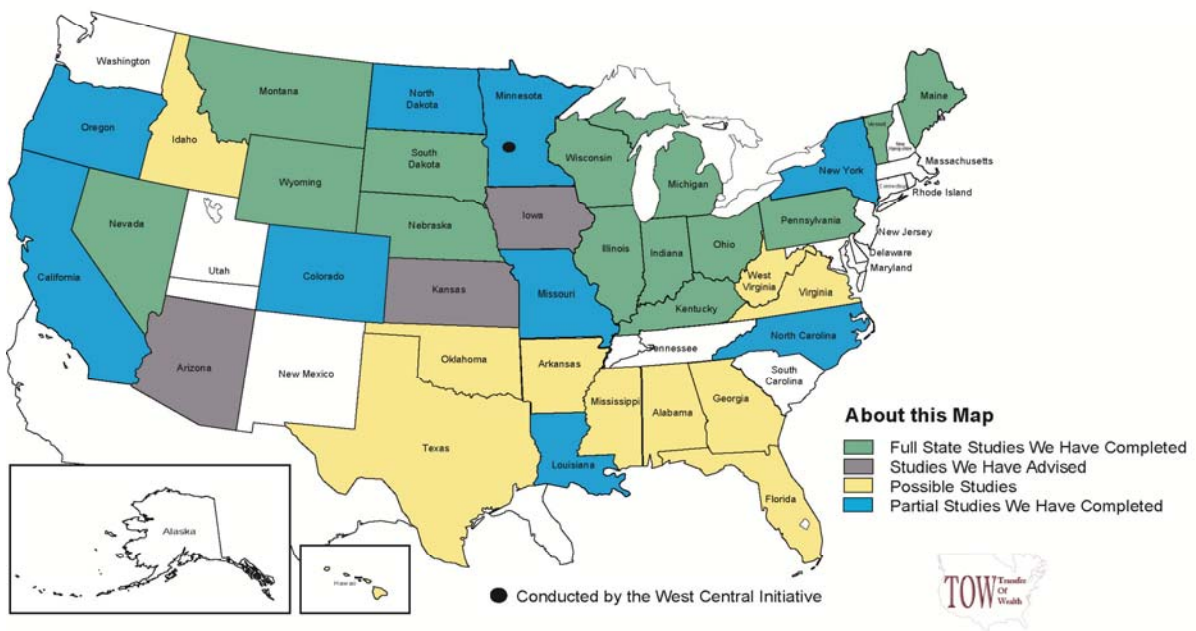 Washington
Montana
North
Dakota
Minnesota
Maine
Oregon
Idaho
Vermont
New Hampshire
South
Dakota
Wisconsin
Massachusetts
New York
Michigan
Wyoming
Connecticut
Rhode Island
Iowa
Nevada
Nebraska
Pennsylvania
New Jersey
Ohio
Illinois
Indiana
Delaware
Maryland
Utah
Colorado
California
Kansas
Missouri
West
Virginia
Virginia
Kentucky
North Carolina
Tennessee
Arizona
New Mexico
Oklahoma
Arkansas
South
Carolina
Mississippi
Alabama
Georgia
Texas
Louisiana
Florida
Alaska
Hawaii
About this Map
Full State Studies We Have Completed
Studies We Have Advised
Possible Studies
Partial Studies We Have Completed
Conducted by the West Central Initiative
TOW
Transfer
Of
Wealth